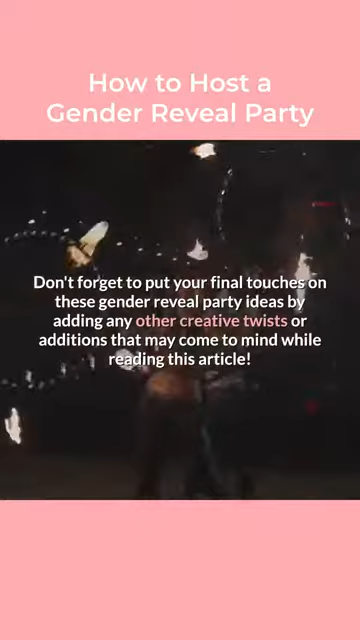 How to Host a
Gender Reveal Party
Don't forget to put your final touches on
these gender reveal party ideas by
adding any other creative twists or
additions that may come to mind while
reading this article!